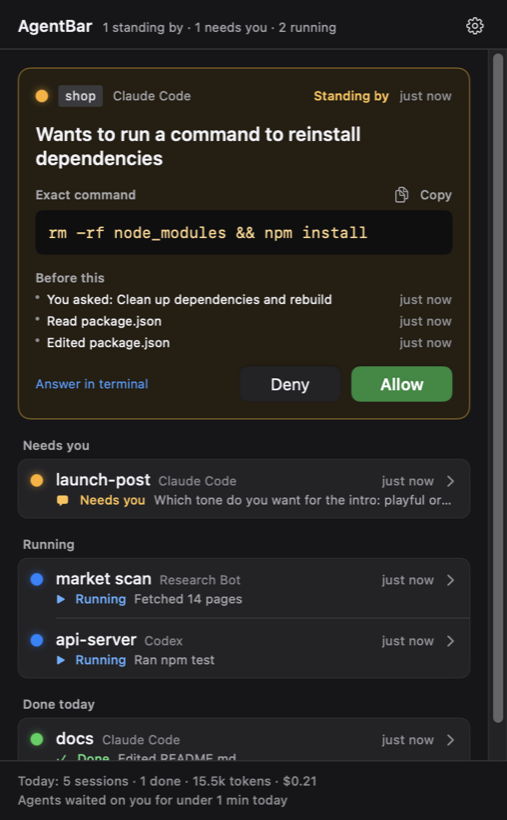 AgentBar 1 standing by · 1 needs you · 2 running
shop Claude Code Standing by just now
Wants to run a command to reinstall
dependencies
Exact command Copy
rm -rf node_modules && npm install
Before this
• You asked: Clean up dependencies and rebuild just now
• Read package.json just now
• Edited package.json just now
Answer in terminal Deny Allow
Needs you
launch-post Claude Code just now
Needs you Which tone do you want for the intro: playful or…
Running
market scan Research Bot just now
Running Fetched 14 pages
api-server Codex just now
Running Ran npm test
Done today
docs Claude Code just now
Done Edited README.md
Today: 5 sessions · 1 done · 15.5k tokens · $0.21
Agents waited on you for under 1 min today